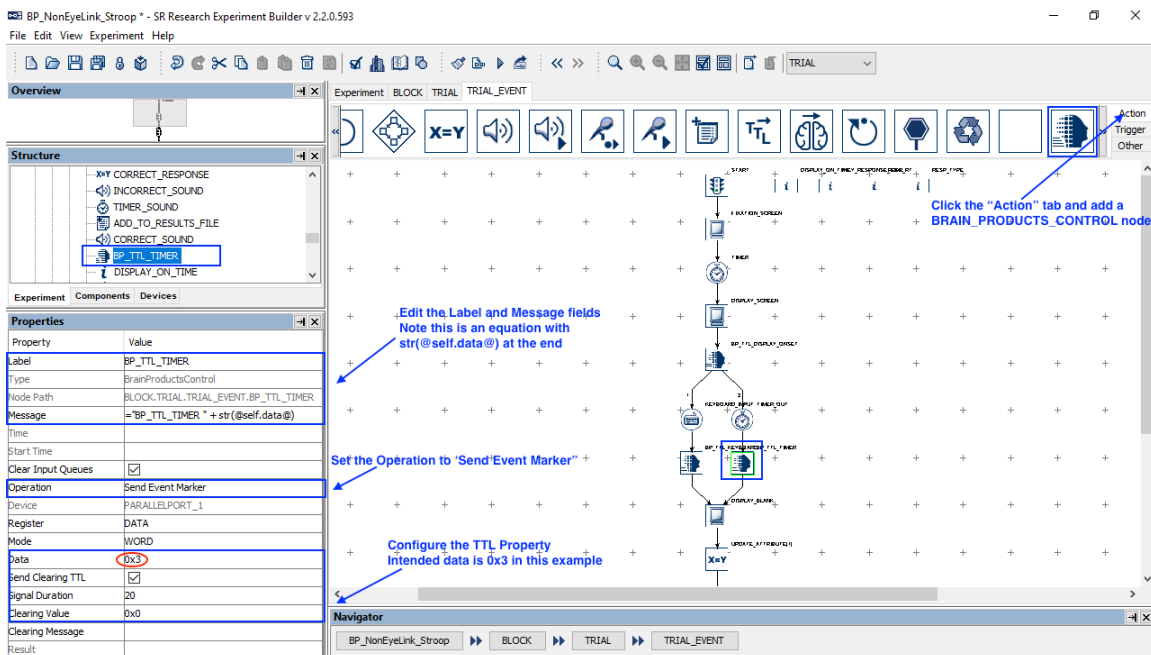 BP_NonEyeLink_Stroop * - SR Research Experiment Builder v 2.2.0.593
File Edit View Experiment Help
TRIAL
Overview
Experiment BLOCK TRIAL TRIAL_EVENT
X=Y
TTL
Action
Trigger
Other
Structure
X=Y CORRECT_RESPONSE
INCORRECT_SOUND
TIMER_SOUND
ADD_TO_RESULTS_FILE
CORRECT_SOUND
BP_TTL_TIMER
DISPLAY_ON_TIME
Experiment Components Devices
START
FIXATION_SCREEN
TIMER
DISPLAY_SCREEN
BP_TTL_DISPLAY_ONSET
1 2
KEYBOARD_INPUT TIMER_OUT
DISPLAY_BLANK
X=Y
Click the "Action" tab and add a
BRAIN_PRODUCTS_CONTROL node
Edit the Label and Message fields
Note this is an equation with
str(@self.data@) at the end
Set the Operation to 'Send Event Marker"
Configure the TTL Property
Intended data is 0x3 in this example
Properties
Property Value
Label BP_TTL_TIMER
Type BrainProductsControl
Node Path BLOCK.TRIAL.TRIAL_EVENT.BP_TTL_TIMER
Message ="BP_TTL_TIMER " + str(@self.data@)
Time
Start Time
Clear Input Queues
Operation Send Event Marker
Device PARALLELPORT_1
Register DATA
Mode WORD
Data 0x3
Send Clearing TTL
Signal Duration 20
Clearing Value 0x0
Clearing Message
Result
Navigator
BP_NonEyeLink_Stroop BLOCK TRIAL TRIAL_EVENT